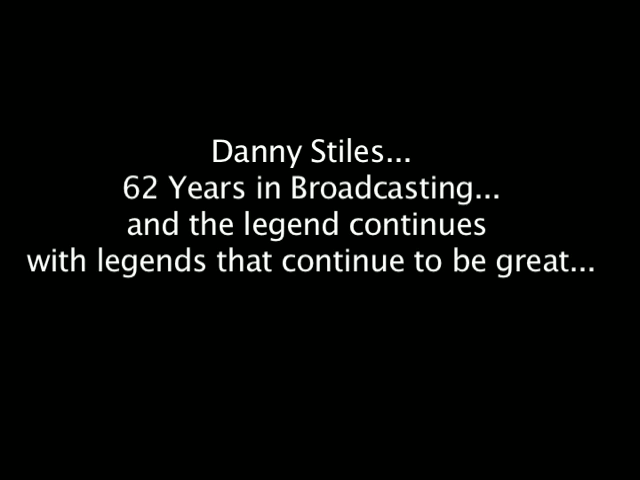 Danny Stiles...
62 Years in Broadcasting...
and the legend continues
with legends that continue to be great...